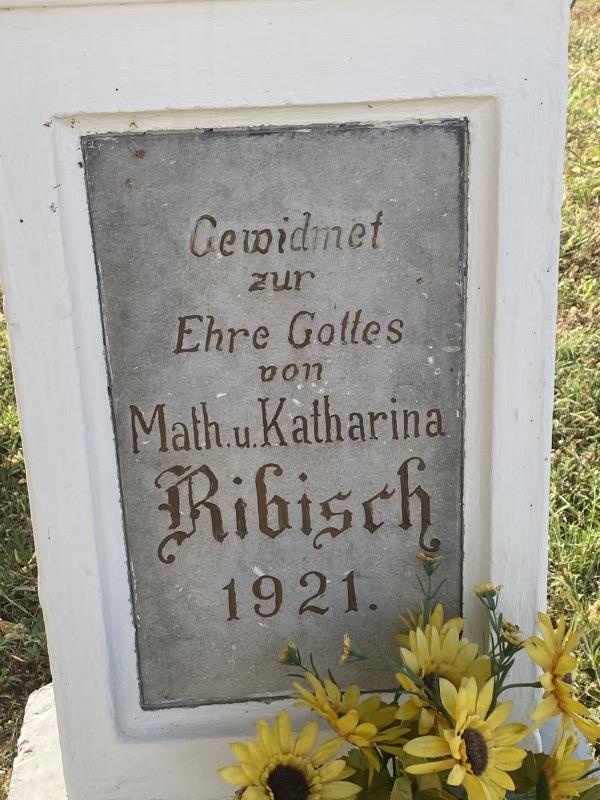 Gewidmet
zur
Ehre Gottes
von
Math. u. Katharina
Ribisch
1921.